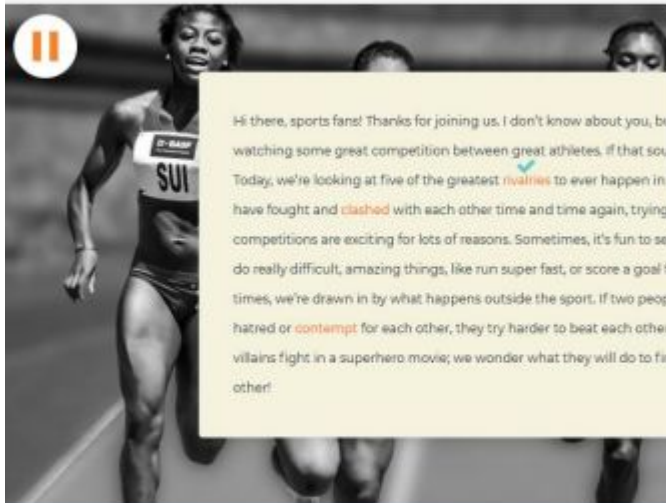 BASF
SUI
Hi there, sports fans! Thanks for joining us. I don't know about you, b
watching some great competition between great athletes. If that sou
Today, we're looking at five of the greatest rivalries to ever happen in
have fought and clashed with each other time and time again, trying
competitions are exciting for lots of reasons. Sometimes, it's fun to se
do really difficult, amazing things, like run super fast, or score a goal
times, we're drawn in by what happens outside the sport. If two peop
hatred or contempt for each other, they try harder to beat each other
villains fight in a superhero movie; we wonder what they will do to fi
other!